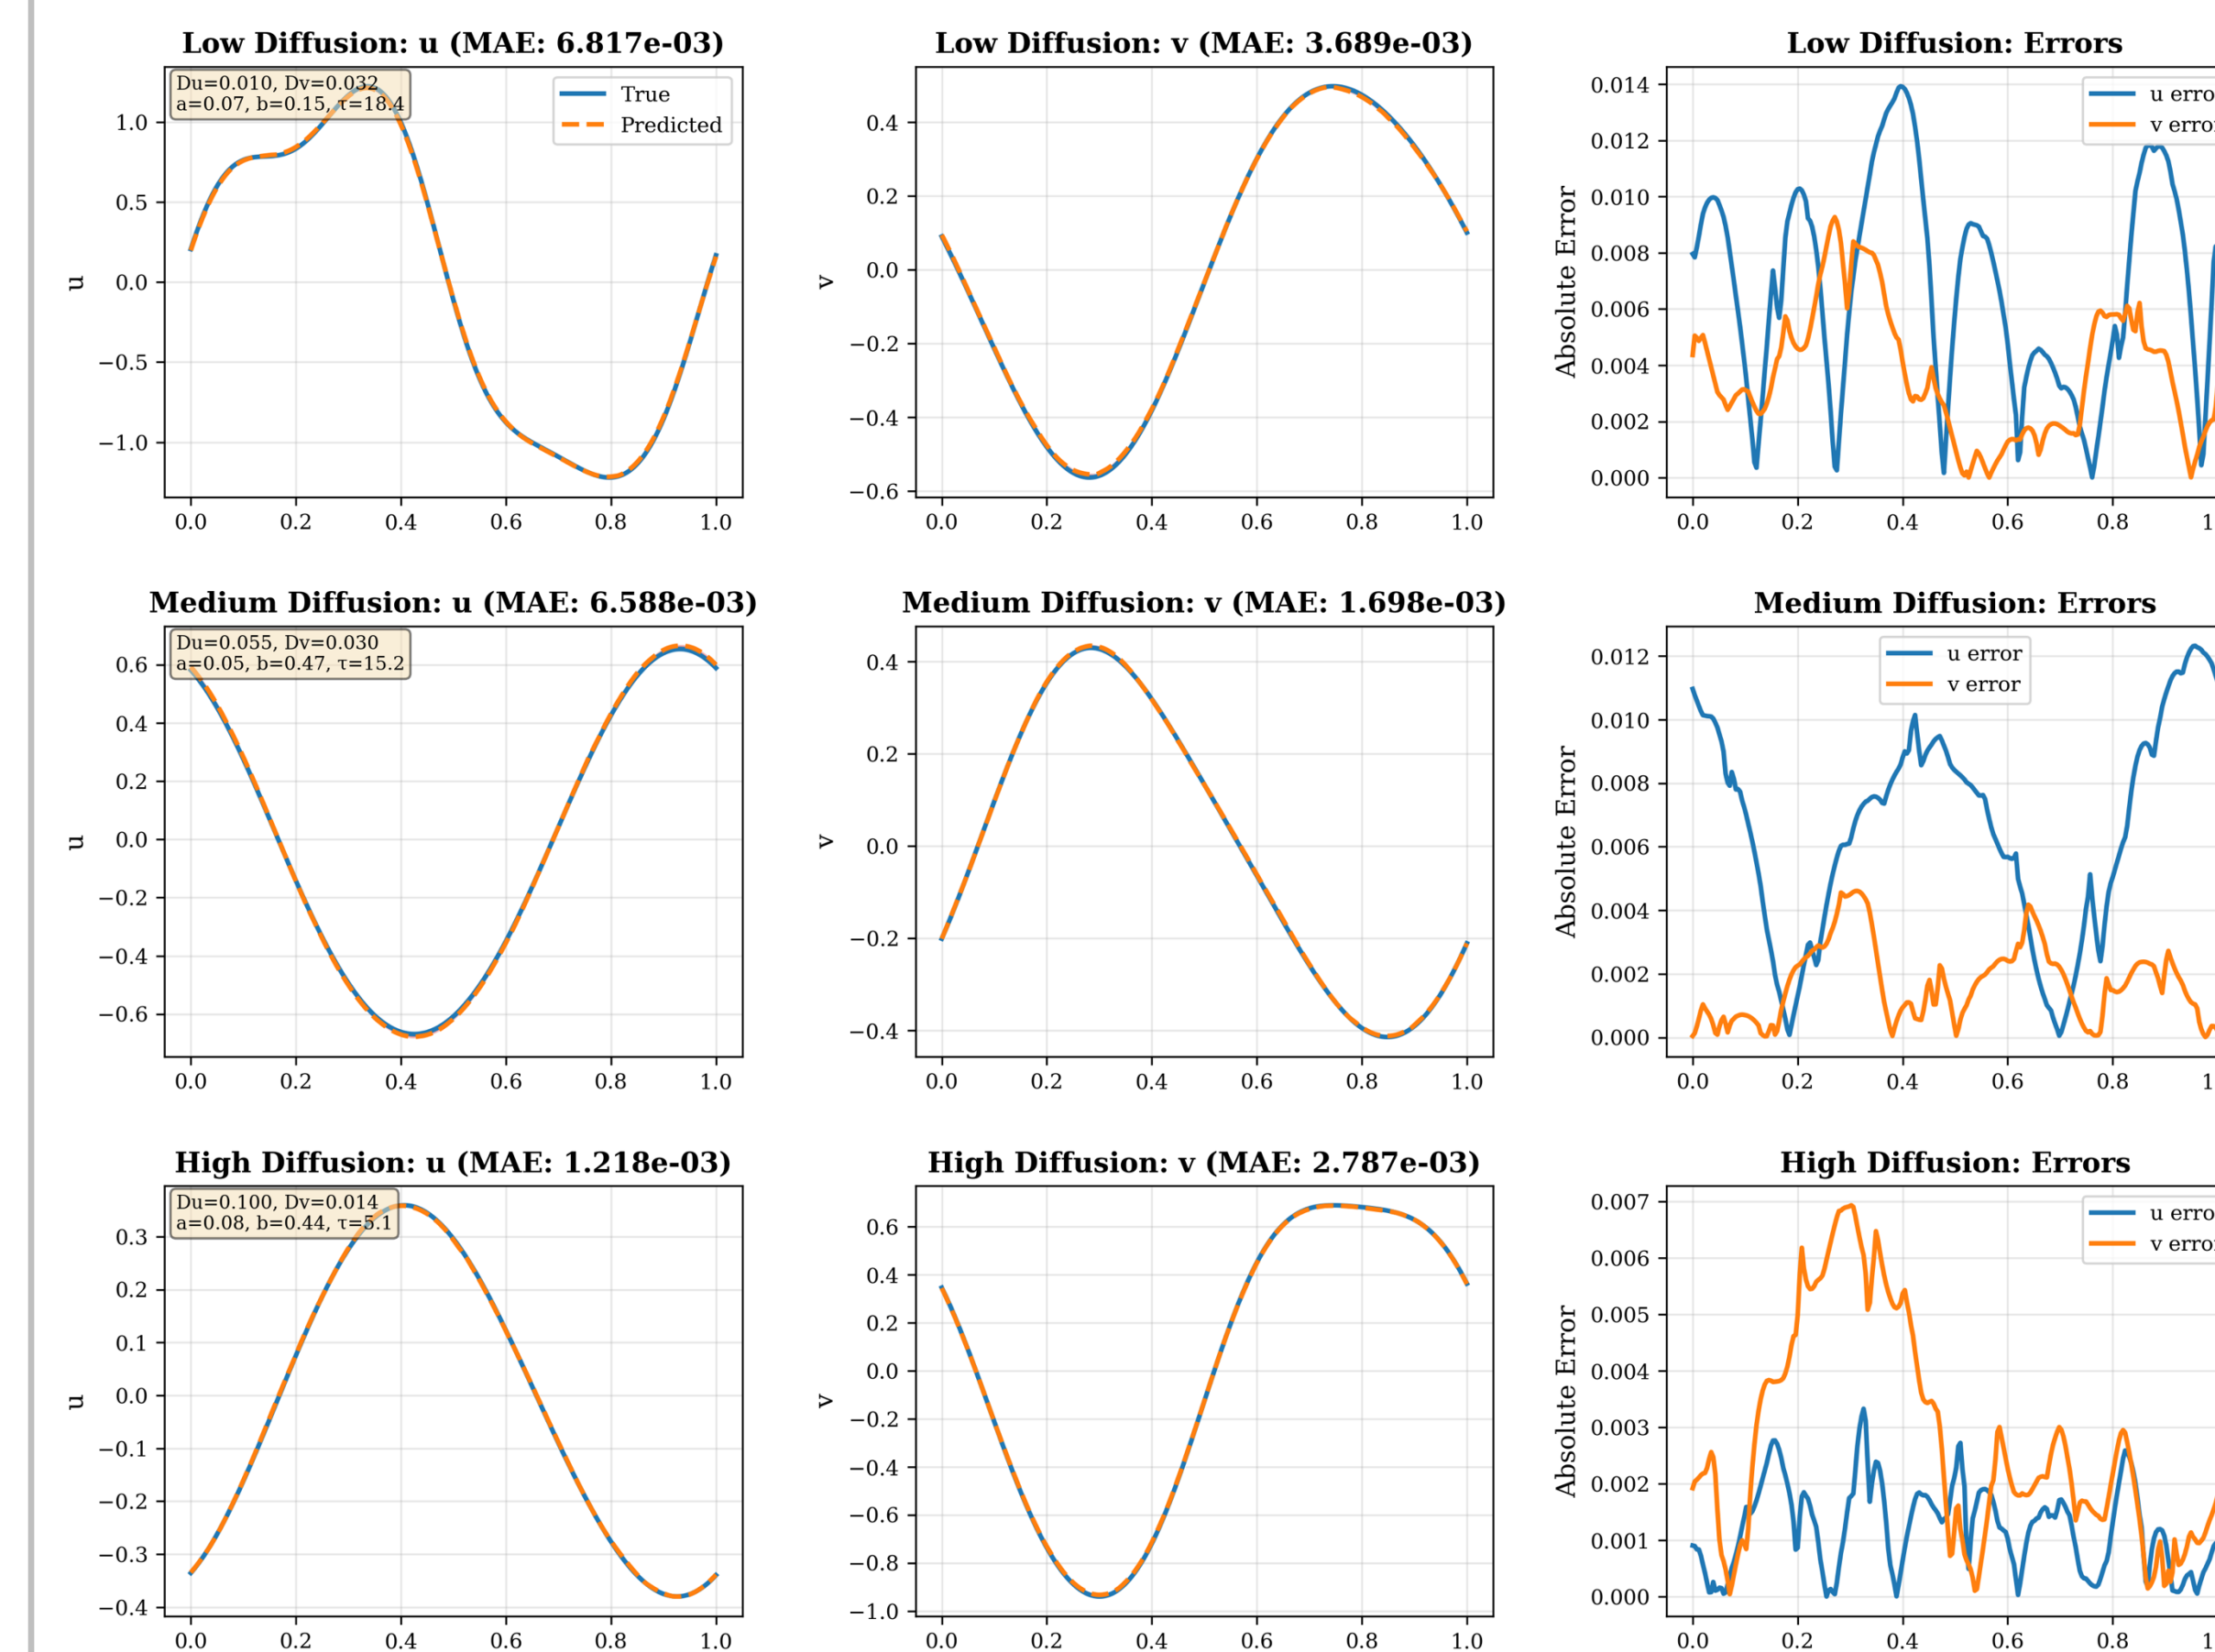 Low Diffusion: u (MAE: 6.817e-03)
Du=0.010, Dv=0.032
a=0.07, b=0.15, τ=18.4
True
Predicted
1.0
0.5
0.0
−0.5
−1.0
u
0.0 0.2 0.4 0.6 0.8 1.0
Low Diffusion: v (MAE: 3.689e-03)
0.4
0.2
0.0
−0.2
−0.4
−0.6
v
0.0 0.2 0.4 0.6 0.8 1.0
Low Diffusion: Errors
u erro
v erro
0.014
0.012
0.010
0.008
0.006
0.004
0.002
0.000
Absolute Error
0.0 0.2 0.4 0.6 0.8 1
Medium Diffusion: u (MAE: 6.588e-03)
Du=0.055, Dv=0.030
a=0.05, b=0.47, τ=15.2
0.6
0.4
0.2
0.0
−0.2
−0.4
−0.6
u
0.0 0.2 0.4 0.6 0.8 1.0
Medium Diffusion: v (MAE: 1.698e-03)
0.4
0.2
0.0
−0.2
−0.4
v
0.0 0.2 0.4 0.6 0.8 1.0
Medium Diffusion: Errors
u error
v error
0.012
0.010
0.008
0.006
0.004
0.002
0.000
Absolute Error
0.0 0.2 0.4 0.6 0.8 1
High Diffusion: u (MAE: 1.218e-03)
Du=0.100, Dv=0.014
a=0.08, b=0.44, τ=5.1
0.3
0.2
0.1
0.0
−0.1
−0.2
−0.3
−0.4
u
0.0 0.2 0.4 0.6 0.8 1.0
High Diffusion: v (MAE: 2.787e-03)
0.6
0.4
0.2
0.0
−0.2
−0.4
−0.6
−0.8
−1.0
v
0.0 0.2 0.4 0.6 0.8 1.0
High Diffusion: Errors
u erro
v erro
0.007
0.006
0.005
0.004
0.003
0.002
0.001
0.000
Absolute Error
0.0 0.2 0.4 0.6 0.8 1